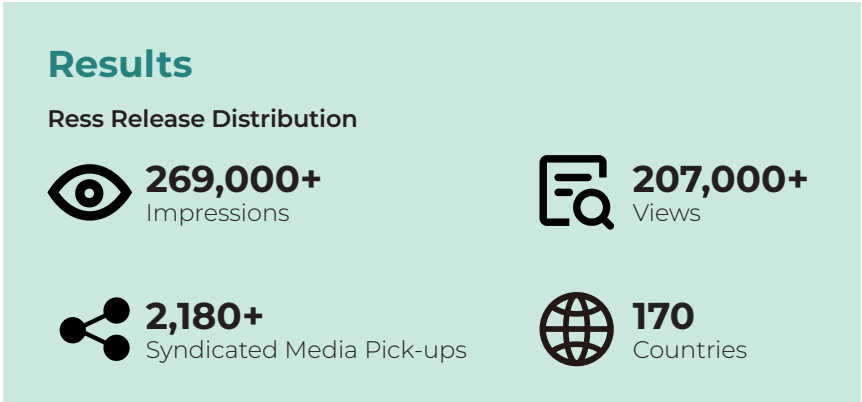 Results
Ress Release Distribution
269,000+
Impressions
207,000+
Views
2,180+
Syndicated Media Pick-ups
170
Countries